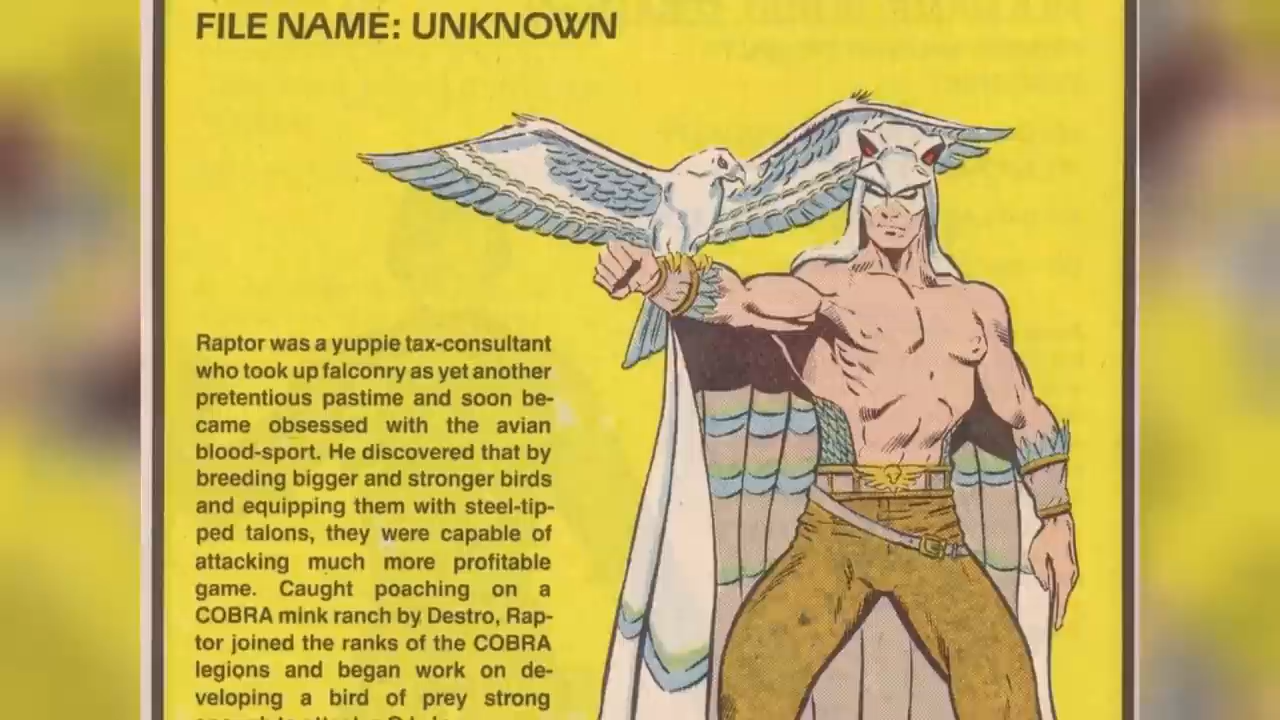 FILE NAME: UNKNOWN
Raptor was a yuppie tax-consultant
who took up falconry as yet another
pretentious pastime and soon be-
came obsessed with the avian
blood-sport. He discovered that by
breeding bigger and stronger birds
and equipping them with steel-tip-
ped talons, they were capable of
attacking much more profitable
game. Caught poaching on a
COBRA mink ranch by Destro, Rap-
tor joined the ranks of the COBRA
legions and began work on de-
veloping a bird of prey strong